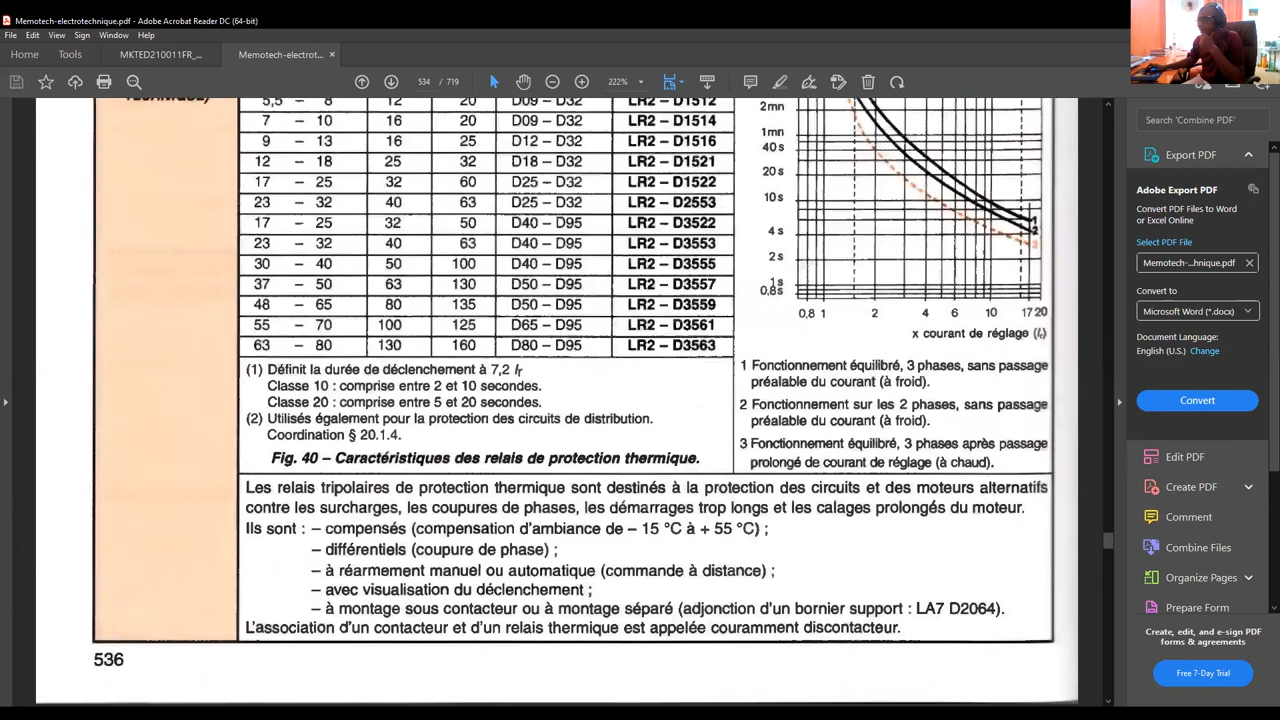 Memotech-electrotechnique.pdf - Adobe Acrobat Reader DC (64-bit)
File Edit View Sign Window Help
Home Tools MKTED210011FR_... Memotech-electrot... ×
534 / 719 222%
Search 'Combine PDF'
Export PDF
Adobe Export PDF
Convert PDF Files to Word
or Excel Online
Select PDF File
Memotech-...hnique.pdf ×
Convert to
Microsoft Word (*.docx)
Document Language:
English (U.S.) Change
Convert
Edit PDF
Create PDF
Comment
Combine Files
Organize Pages
Prepare Form
Create, edit, and e-sign PDF
forms & agreements
Free 7-Day Trial
5,5 – 8 12 20 D09 – D32 LR2 – D1512
7 – 10 16 20 D09 – D32 LR2 – D1514
9 – 13 16 25 D12 – D32 LR2 – D1516
12 – 18 25 32 D18 – D32 LR2 – D1521
17 – 25 32 60 D25 – D32 LR2 – D1522
23 – 32 40 63 D25 – D32 LR2 – D2553
17 – 25 32 50 D40 – D95 LR2 – D3522
23 – 32 40 63 D40 – D95 LR2 – D3553
30 – 40 50 100 D40 – D95 LR2 – D3555
37 – 50 63 130 D50 – D95 LR2 – D3557
48 – 65 80 135 D50 – D95 LR2 – D3559
55 – 70 100 125 D65 – D95 LR2 – D3561
63 – 80 130 160 D80 – D95 LR2 – D3563
(1) Définit la durée de déclenchement à 7,2 Ir
Classe 10 : comprise entre 2 et 10 secondes.
Classe 20 : comprise entre 5 et 20 secondes.
(2) Utilisés également pour la protection des circuits de distribution.
Coordination § 20.1.4.
Fig. 40 – Caractéristiques des relais de protection thermique.
2mn
1mn
40 s
20 s
10 s
4 s
2 s
1 s
0,8 s
1
2
3
0,8 1 2 4 6 10 17 20
x courant de réglage (Ir)
1 Fonctionnement équilibré, 3 phases, sans passage
préalable du courant (à froid).
2 Fonctionnement sur les 2 phases, sans passage
préalable du courant (à froid).
3 Fonctionnement équilibré, 3 phases après passage
prolongé de courant de réglage (à chaud).
Les relais tripolaires de protection thermique sont destinés à la protection des circuits et des moteurs alternatifs
contre les surcharges, les coupures de phases, les démarrages trop longs et les calages prolongés du moteur.
Ils sont : – compensés (compensation d'ambiance de – 15 °C à + 55 °C) ;
– différentiels (coupure de phase) ;
– à réarmement manuel ou automatique (commande à distance) ;
– avec visualisation du déclenchement ;
– à montage sous contacteur ou à montage séparé (adjonction d'un bornier support : LA7 D2064).
L'association d'un contacteur et d'un relais thermique est appelée couramment discontacteur.
536